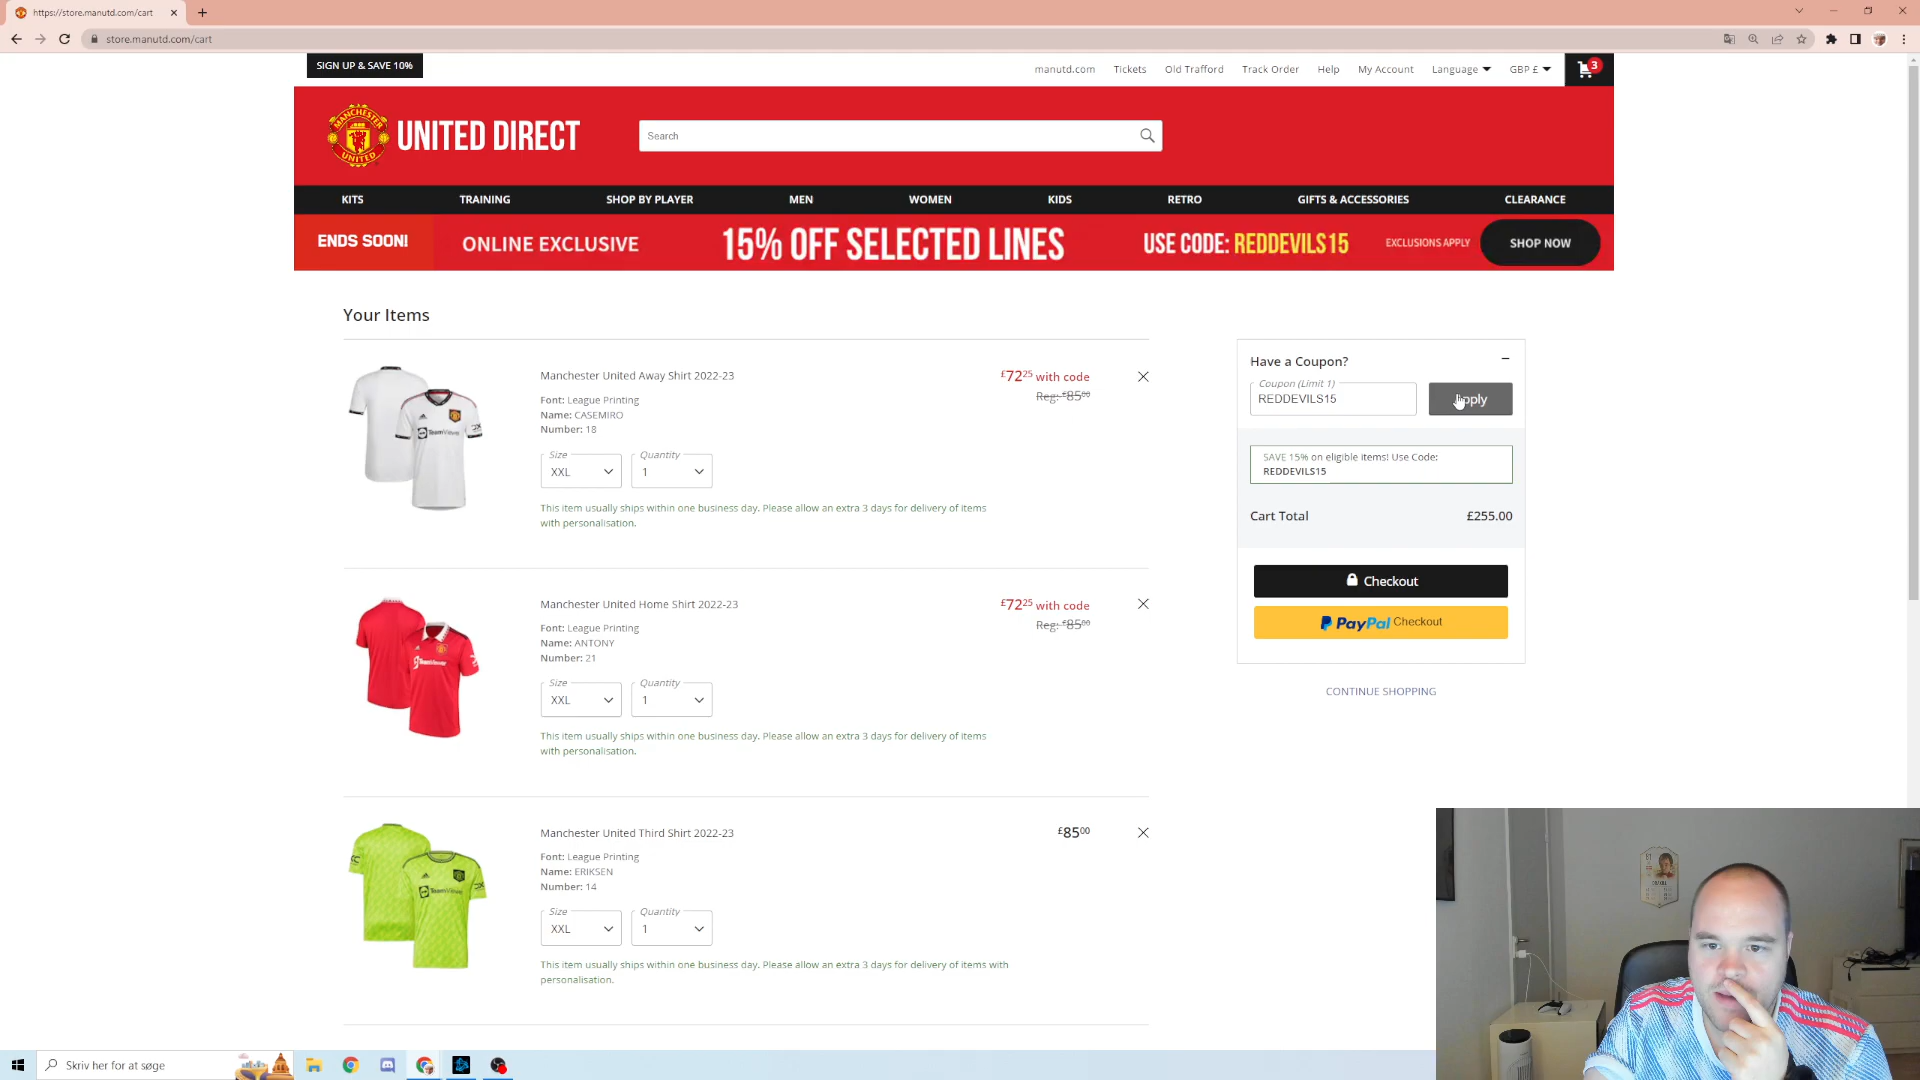 https://store.manutd.com/cart
store.manutd.com/cart
SIGN UP & SAVE 10%
manutd.com
Tickets
Old Trafford
Track Order
Help
My Account
Language
GBP £
3
MANCHESTER
UNITED
UNITED DIRECT
Search
KITS
TRAINING
SHOP BY PLAYER
MEN
WOMEN
KIDS
RETRO
GIFTS & ACCESSORIES
CLEARANCE
ENDS SOON!
ONLINE EXCLUSIVE
15% OFF SELECTED LINES
USE CODE: REDDEVILS15
EXCLUSIONS APPLY
SHOP NOW
Your Items
Manchester United Away Shirt 2022-23
Font: League Printing
Name: CASEMIRO
Number: 18
£72.25 with code
Reg: £85.00
Size
XXL
Quantity
1
This item usually ships within one business day. Please allow an extra 3 days for delivery of items
with personalisation.
TeamViewer
Manchester United Home Shirt 2022-23
Font: League Printing
Name: ANTONY
Number: 21
£72.25 with code
Reg: £85.00
Size
XXL
Quantity
1
This item usually ships within one business day. Please allow an extra 3 days for delivery of items
with personalisation.
TeamViewer
Manchester United Third Shirt 2022-23
Font: League Printing
Name: ERIKSEN
Number: 14
£85.00
Size
XXL
Quantity
1
This item usually ships within one business day. Please allow an extra 3 days for delivery of items with
personalisation.
TeamViewer
Have a Coupon?
Coupon (Limit 1)
REDDEVILS15
Apply
SAVE 15% on eligible items! Use Code:
REDDEVILS15
Cart Total
£255.00
Checkout
PayPal Checkout
CONTINUE SHOPPING
Skriv her for at søge